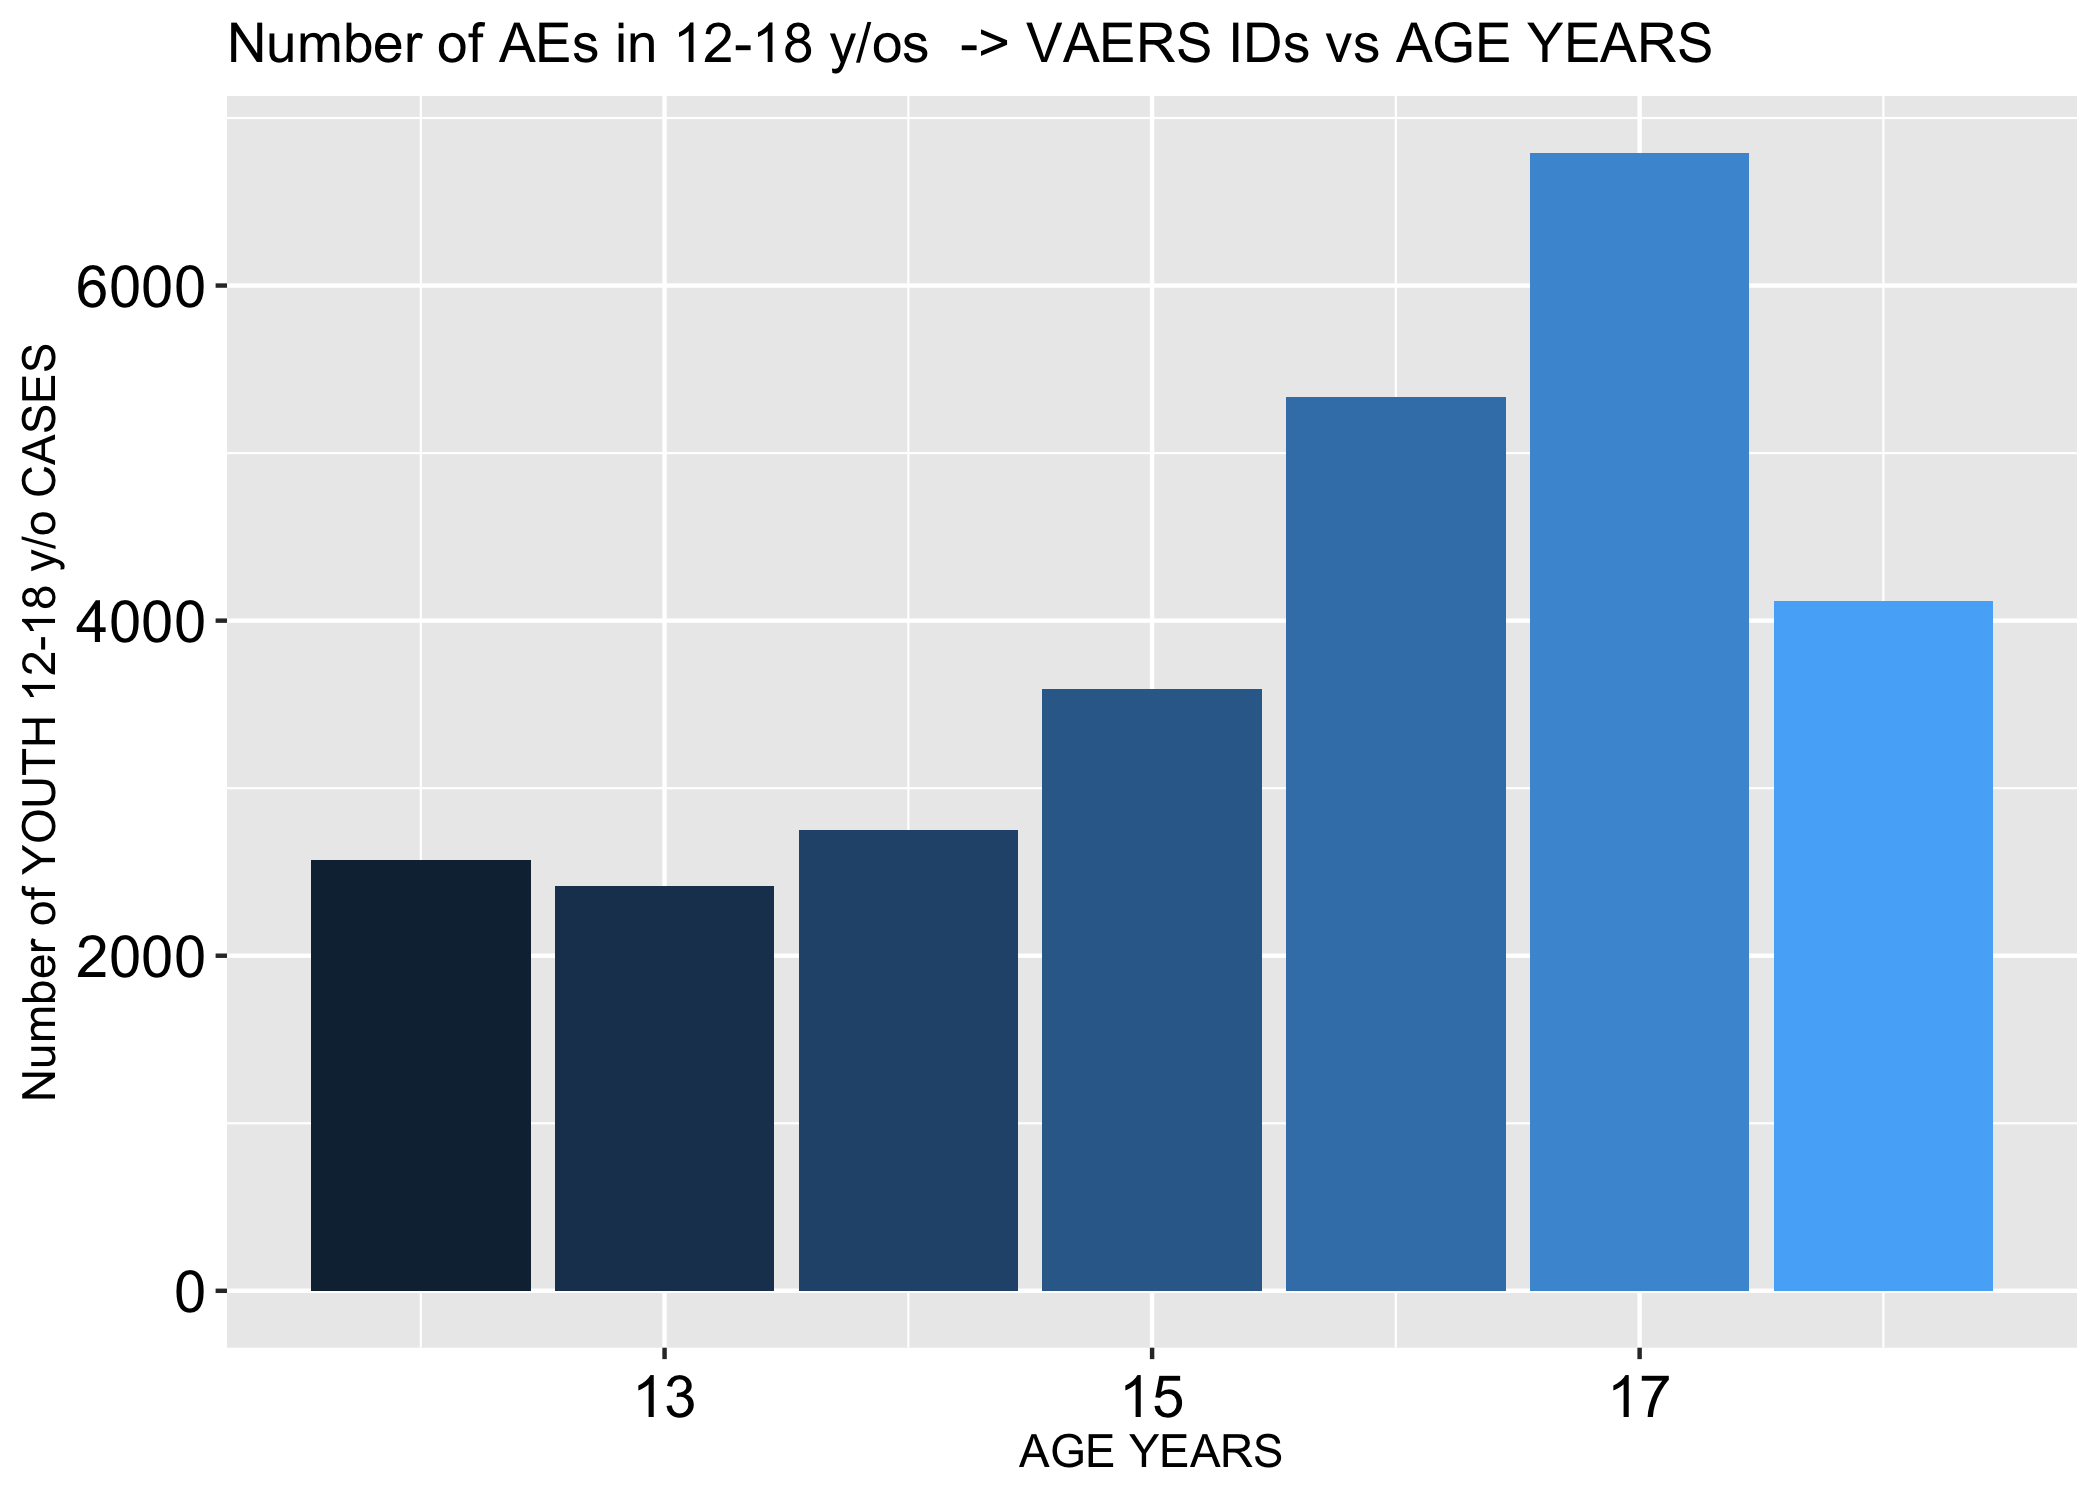 Number of AEs in 12-18 y/os  -> VAERS IDs vs AGE YEARS
Number of YOUTH 12-18 y/o CASES
6000
4000
2000
0
13 15 17
AGE YEARS